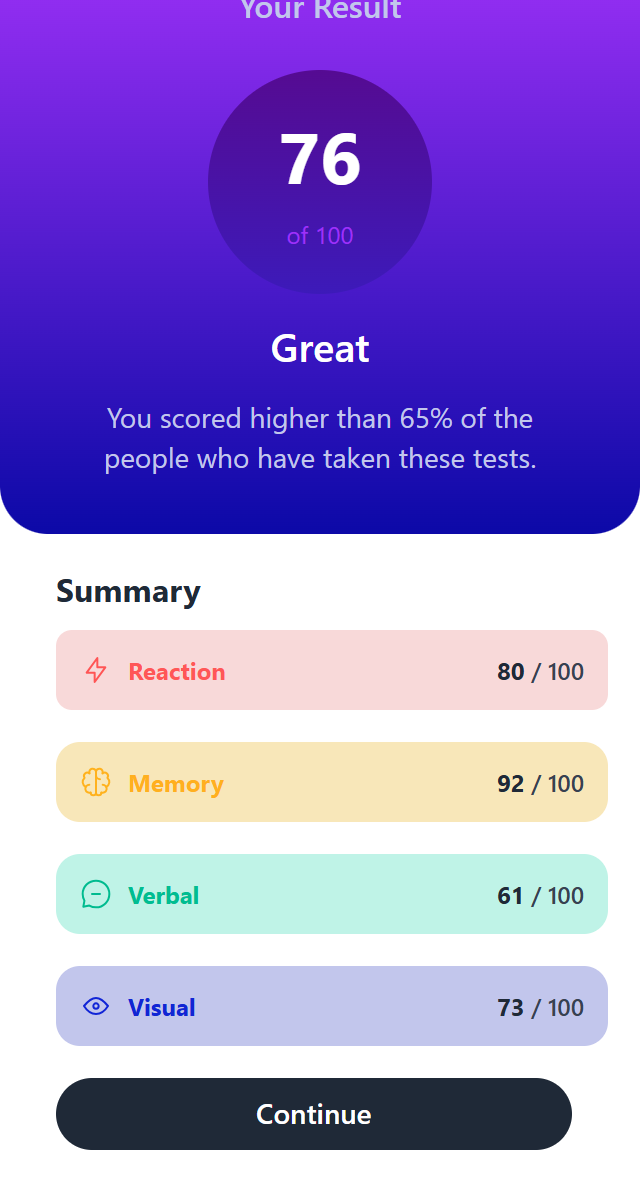 Your Result
76
of 100
Great
You scored higher than 65% of the
people who have taken these tests.
Summary
Reaction 80 / 100
Memory 92 / 100
Verbal 61 / 100
Visual 73 / 100
Continue